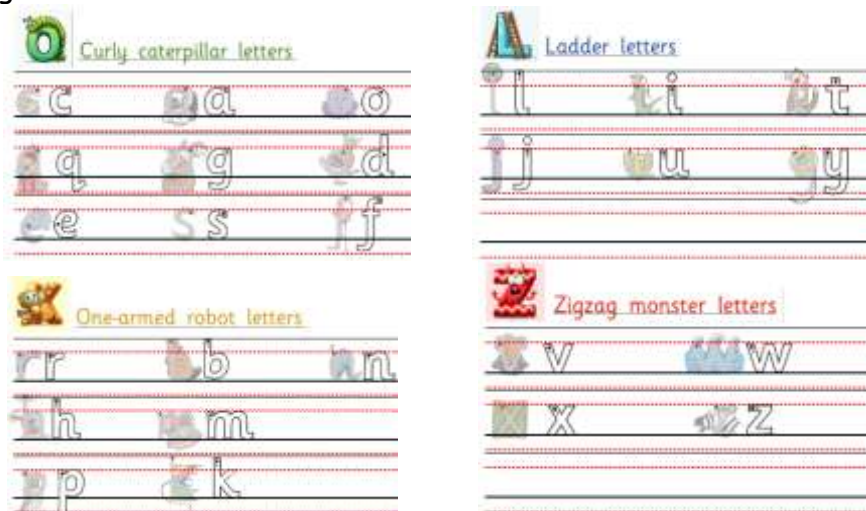 Curly caterpillar letters
c a o
q g d
e s f
Ladder letters
l i t
j u y
One-armed robot letters
r b n
h m
p k
Zigzag monster letters
v w
x z